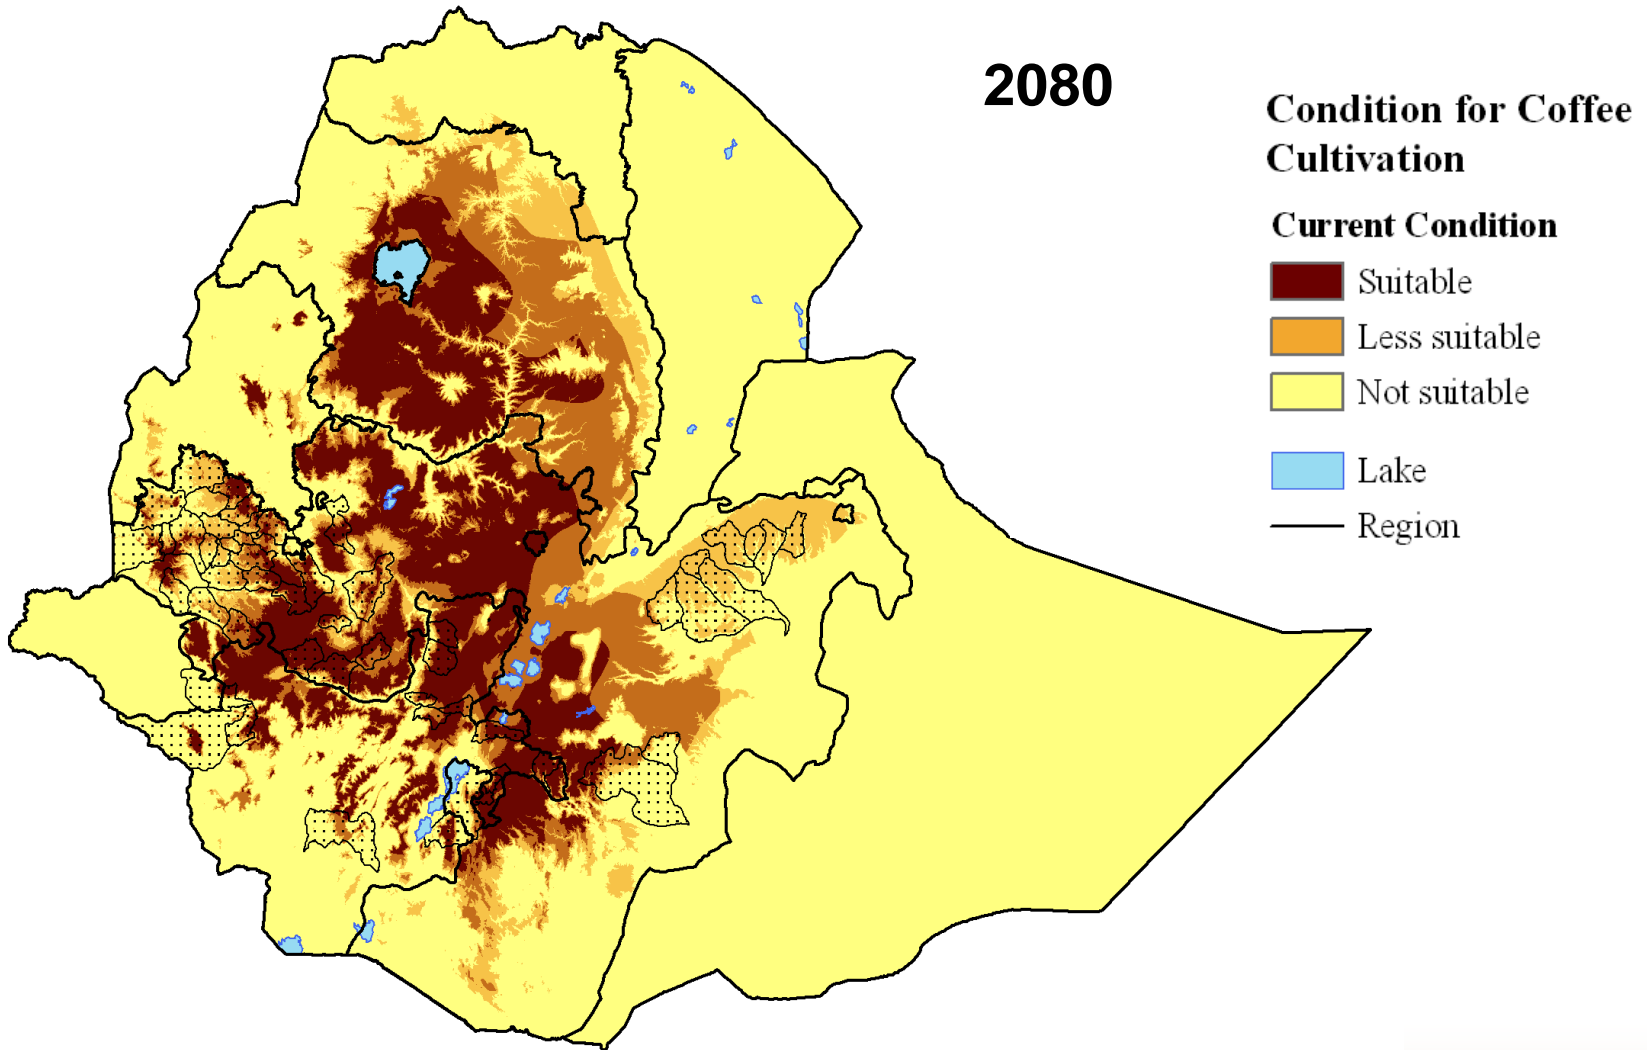 2080
Condition for Coffee
Cultivation
Current Condition
Suitable
Less suitable
Not suitable
Lake
Region